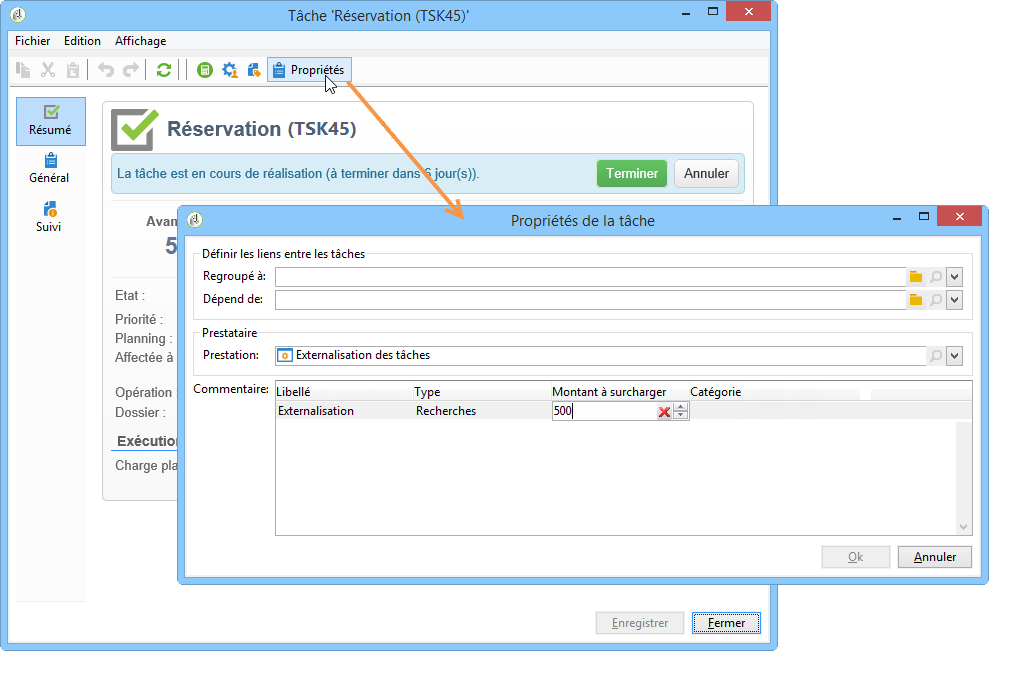 Tâche 'Réservation (TSK45)'
Fichier Edition Affichage
Propriétés
Résumé
Général
Suivi
Réservation (TSK45)
La tâche est en cours de réalisation (à terminer dans 6 jour(s)).
Terminer Annuler
Avan
5
Etat :
Priorité :
Planning :
Affectée à
Opération
Dossier :
Exécution
Charge pla
Propriétés de la tâche
Définir les liens entre les tâches
Regroupé à:
Dépend de:
Prestataire
Prestation: Externalisation des tâches
Commentaire:
Libellé Type Montant à surcharger Catégorie
Externalisation Recherches 500
Ok Annuler
Enregistrer Fermer